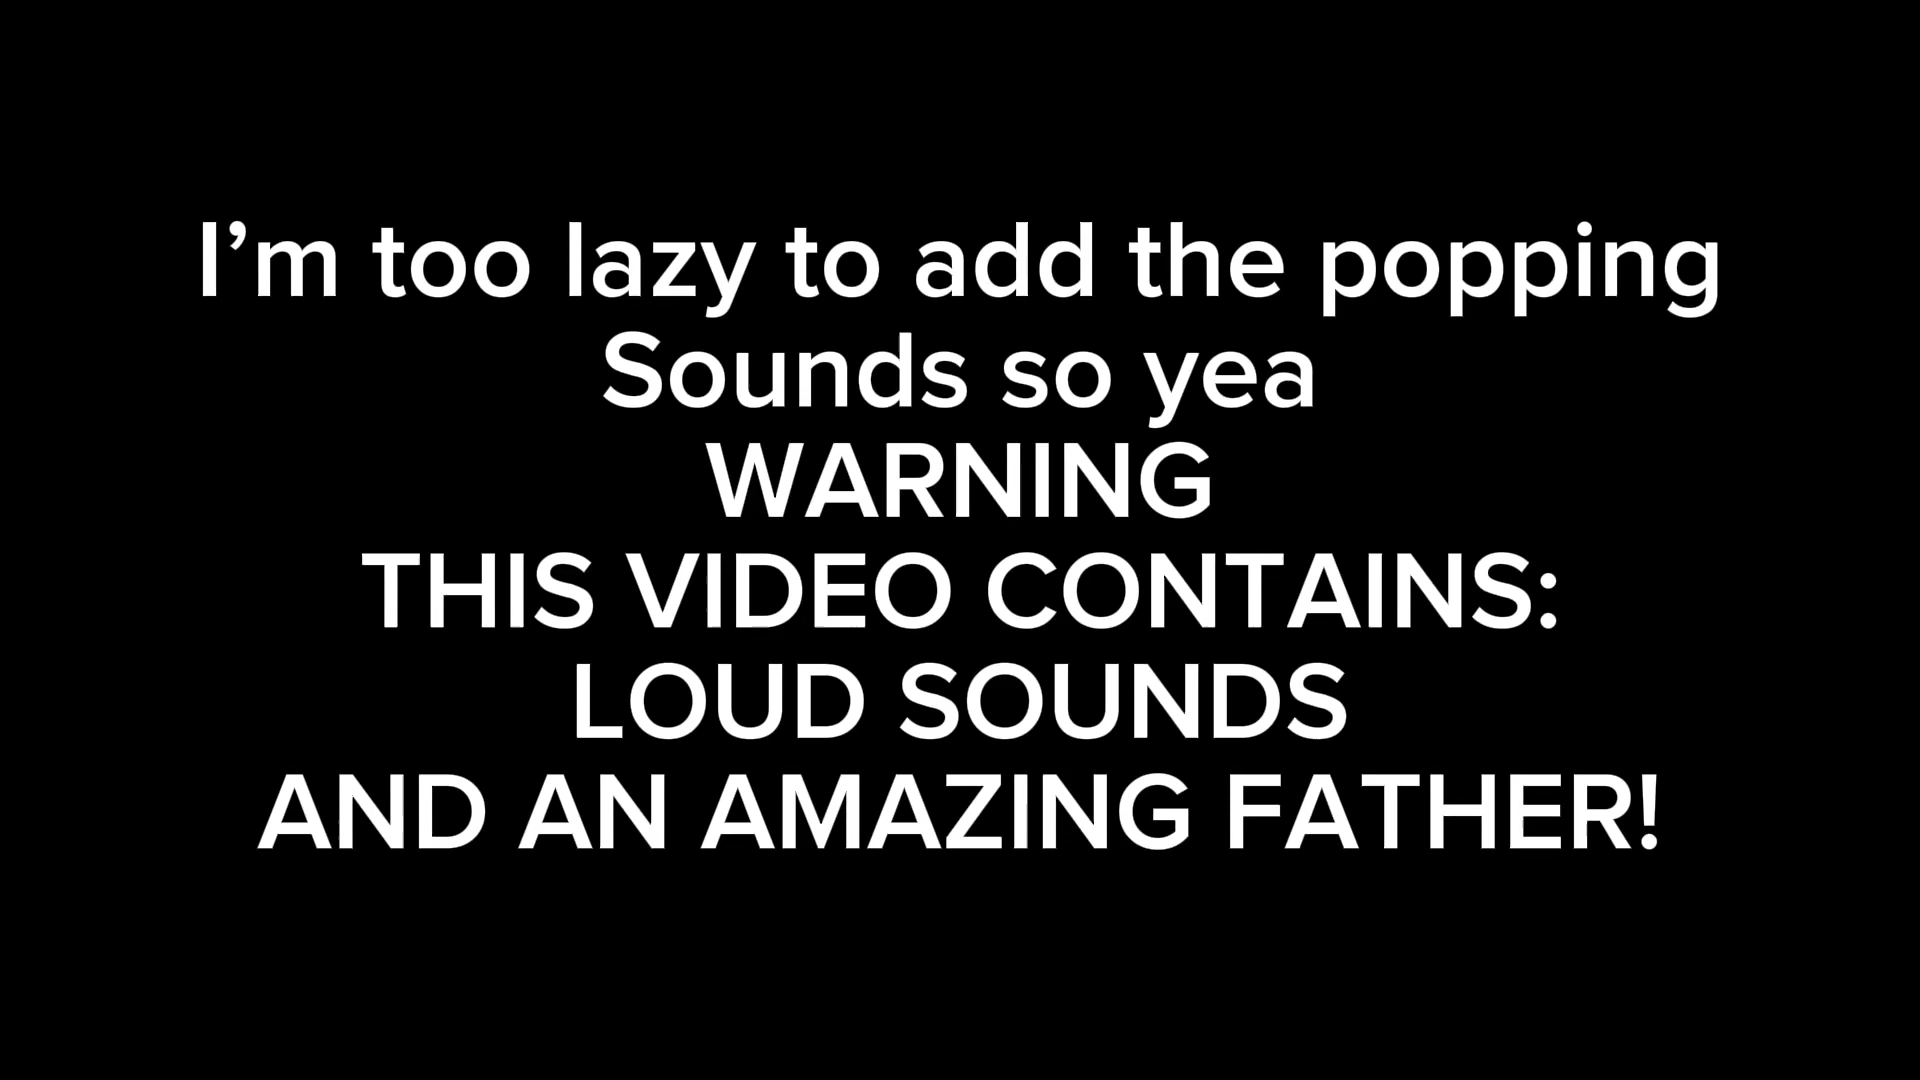 I’m too lazy to add the popping
Sounds so yea
WARNING
THIS VIDEO CONTAINS:
LOUD SOUNDS
AND AN AMAZING FATHER!